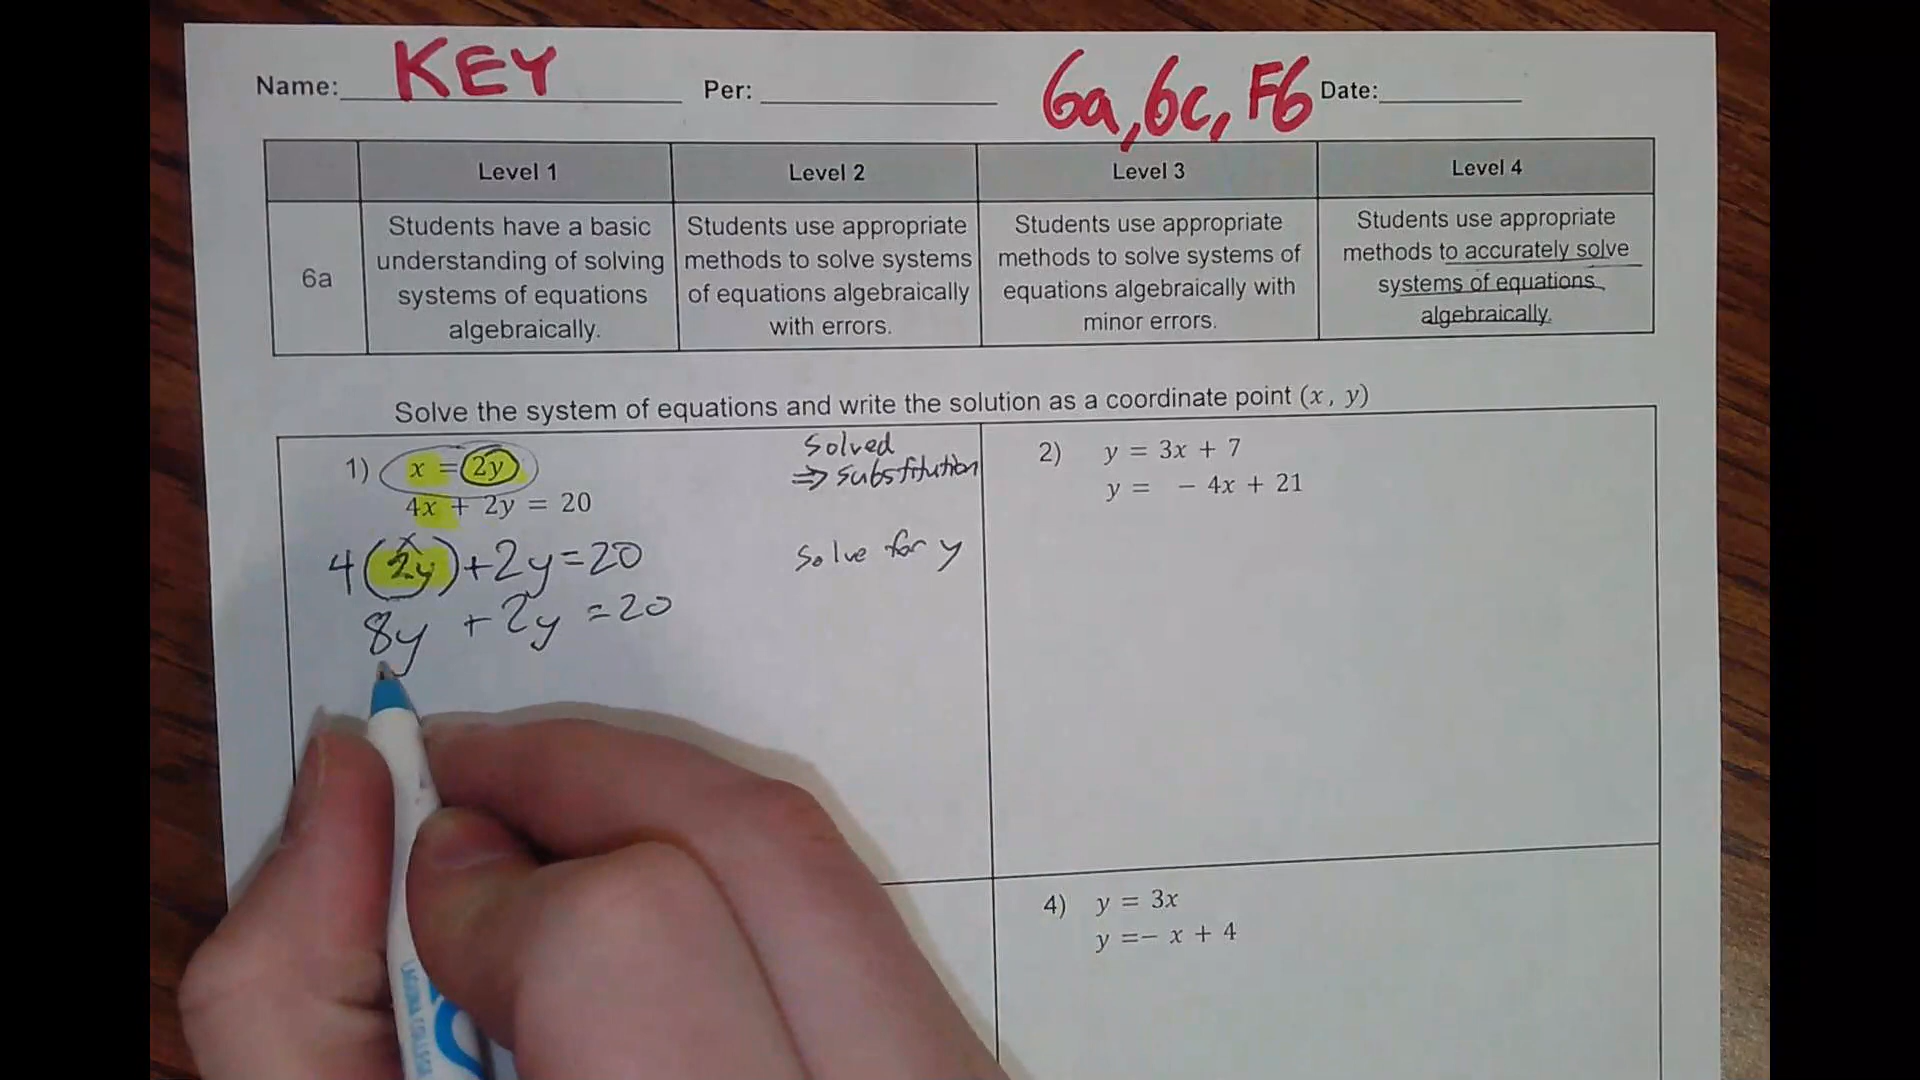 Name: KEY Per: 6a, 6c, F6 Date:
Level 1 Level 2 Level 3 Level 4
6a
Students have a basic
understanding of solving
systems of equations
algebraically.
Students use appropriate
methods to solve systems
of equations algebraically
with errors.
Students use appropriate
methods to solve systems of
equations algebraically with
minor errors.
Students use appropriate
methods to accurately solve
systems of equations
algebraically.
Solve the system of equations and write the solution as a coordinate point (x, y)
1) x = 2y
4x + 2y = 20
4(2y)+2y=20
8y +2y =20
Solved
⇒ substitution
Solve for y
2) y = 3x + 7
y = - 4x + 21
4) y = 3x
y =- x + 4